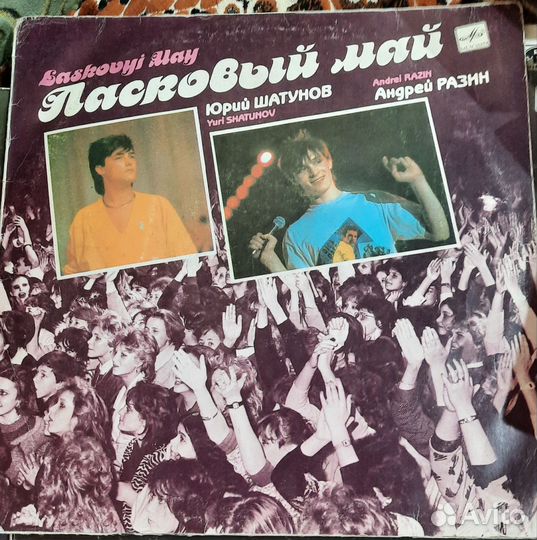 Laskovyi May
Ласковый май
Юрий ШАТУНОВ
Yuri SHATUNOV
Andrei RAZIN
Андрей РАЗИН
Avito